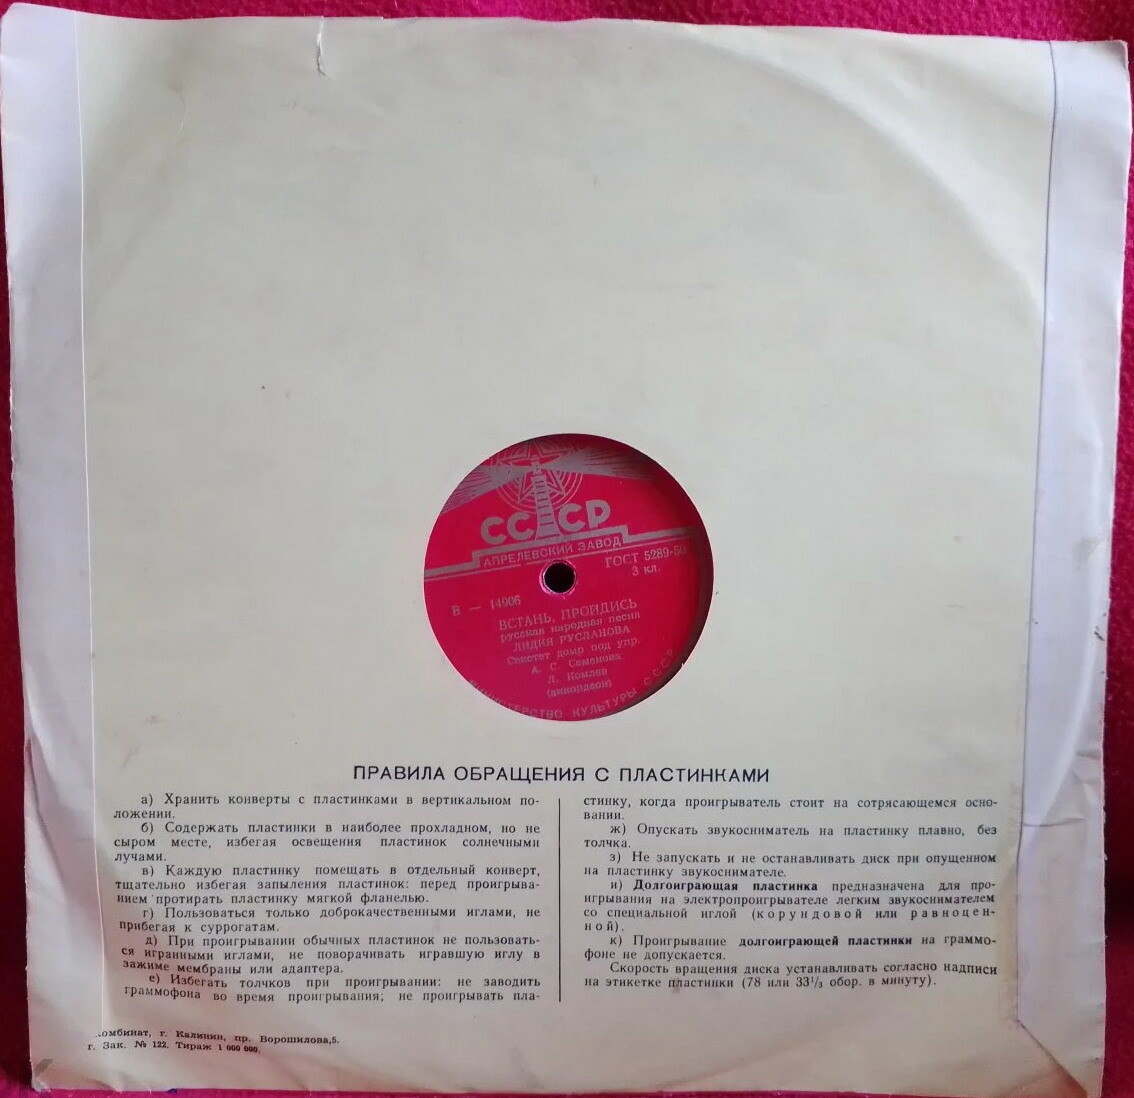 СССР
АПРЕЛЕВСКИЙ ЗАВОД
ГОСТ 5289-50
3 кл.
В — 14906
ВСТАНЬ, ПРОЙДИСЬ
русская народная песня
ЛИДИЯ РУСЛАНОВА
Секстет домр под упр.
А. С. Семенова
Л. Комлев
(аккордеон)
МИНИСТЕРСТВО КУЛЬТУРЫ СССР
ПРАВИЛА ОБРАЩЕНИЯ С ПЛАСТИНКАМИ
а) Хранить конверты с пластинками в вертикальном по-
ложении.
б) Содержать пластинки в наиболее прохладном, но не
сыром месте, избегая освещения пластинок солнечными
лучами.
в) Каждую пластинку помещать в отдельный конверт,
тщательно избегая запыления пластинок: перед проигрыва-
нием протирать пластинку мягкой фланелью.
г) Пользоваться только доброкачественными иглами, не
прибегая к суррогатам.
д) При проигрывании обычных пластинок не пользовать-
ся игранными иглами, не поворачивать игравшую иглу в
зажиме мембраны или адаптера.
е) Избегать толчков при проигрывании: не заводить
граммофона во время проигрывания; не проигрывать пла-
стинку, когда проигрыватель стоит на сотрясающемся осно-
вании.
ж) Опускать звукосниматель на пластинку плавно, без
толчка.
з) Не запускать и не останавливать диск при опущенном
на пластинку звукоснимателе.
и) Долгоиграющая пластинка предназначена для про-
игрывания на электропроигрывателе легким звукоснимателем
со специальной иглой (корундовой или равноцен-
ной).
к) Проигрывание долгоиграющей пластинки на граммо-
фоне не допускается.
Скорость вращения диска устанавливать согласно надписи
на этикетке пластинки (78 или 33¹/₃ обор. в минуту).
омбинат, г. Калинин, пр. Ворошилова,5.
г. Зак. № 122. Тираж 1 000 000.